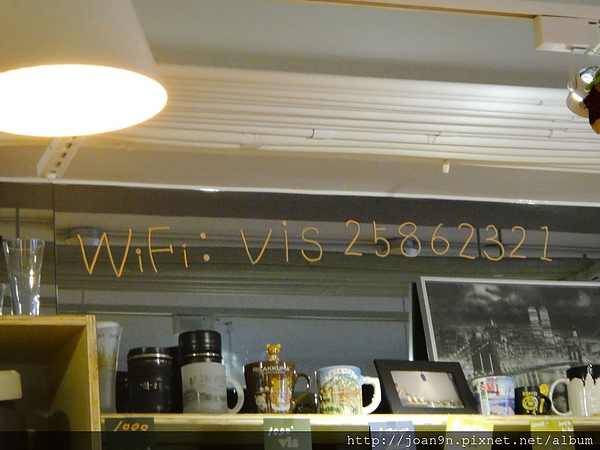 WiFi: vis 25862321
1000
vis
http://joan9n.pixnet.net/album